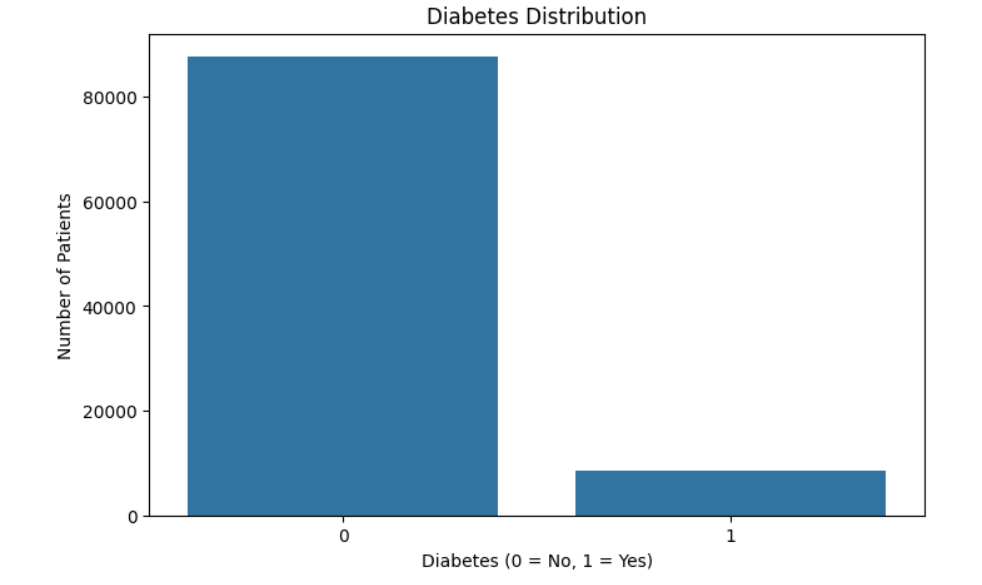 Diabetes Distribution
Number of Patients
80000
60000
40000
20000
0
0 1
Diabetes (0 = No, 1 = Yes)